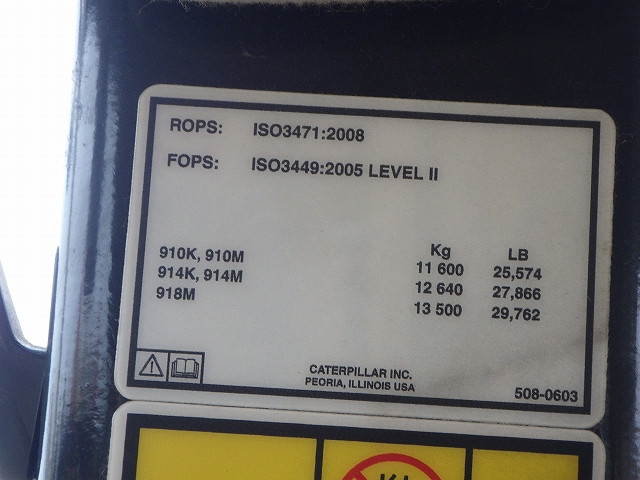 ROPS: ISO3471:2008
FOPS: ISO3449:2005 LEVEL II
Kg LB
910K, 910M 11 600 25,574
914K, 914M 12 640 27,866
918M 13 500 29,762
CATERPILLAR INC.
PEORIA, ILLINOIS USA
508-0603